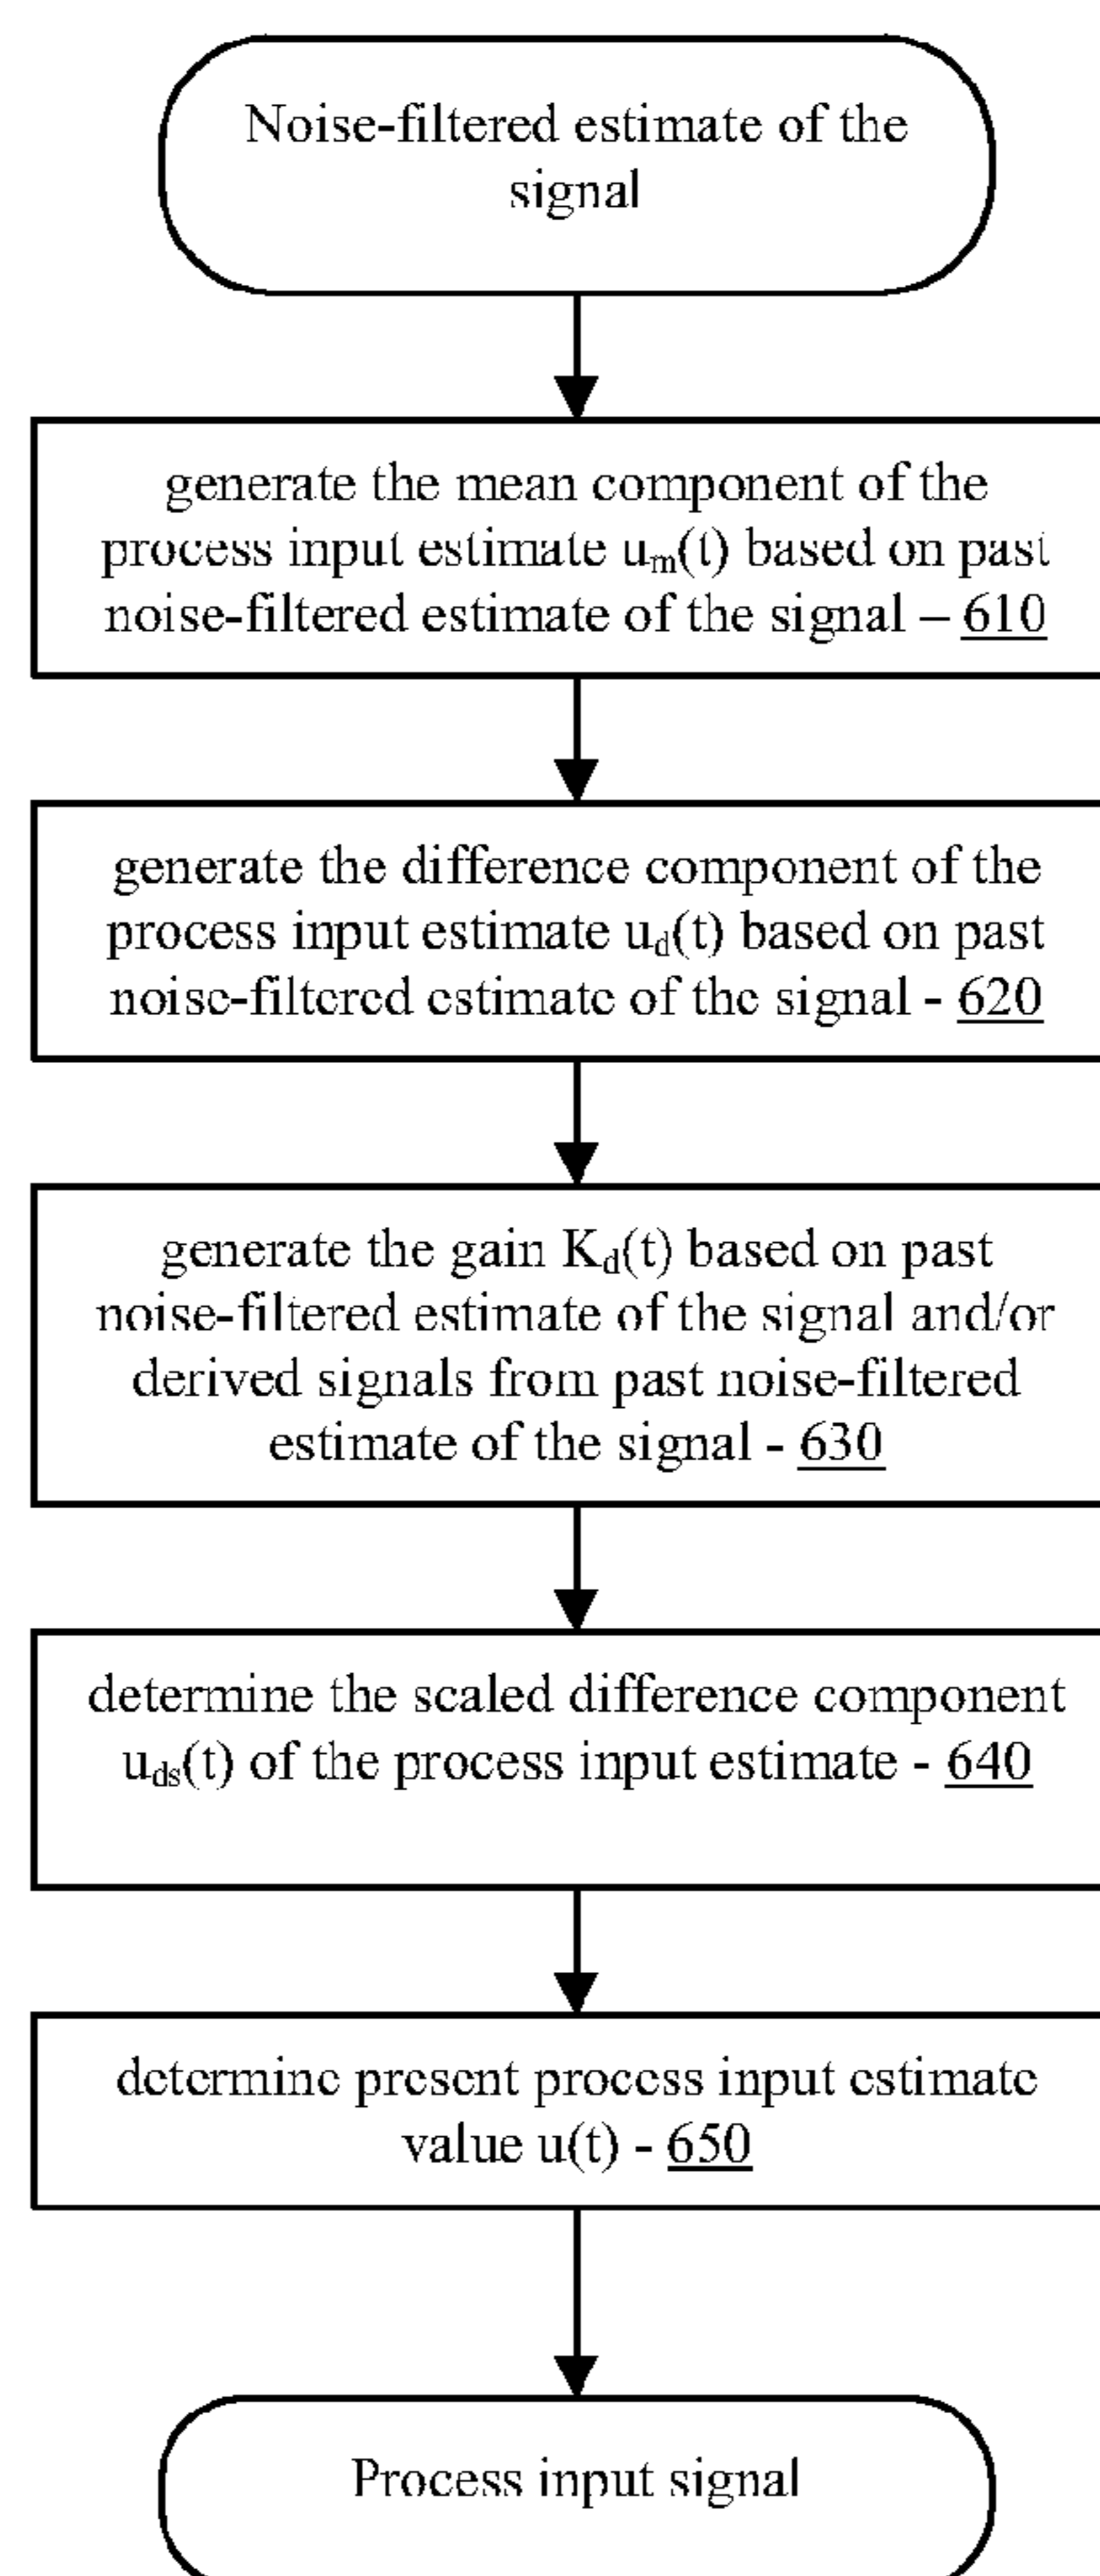 Noise-filtered estimate of the
signal
generate the mean component of the
process input estimate uₘ(t) based on past
noise-filtered estimate of the signal – 610
generate the difference component of the
process input estimate u_d(t) based on past
noise-filtered estimate of the signal - 620
generate the gain K_d(t) based on past
noise-filtered estimate of the signal and/or
derived signals from past noise-filtered
estimate of the signal - 630
determine the scaled difference component
u_ds(t) of the process input estimate - 640
determine present process input estimate
value u(t) - 650
Process input signal